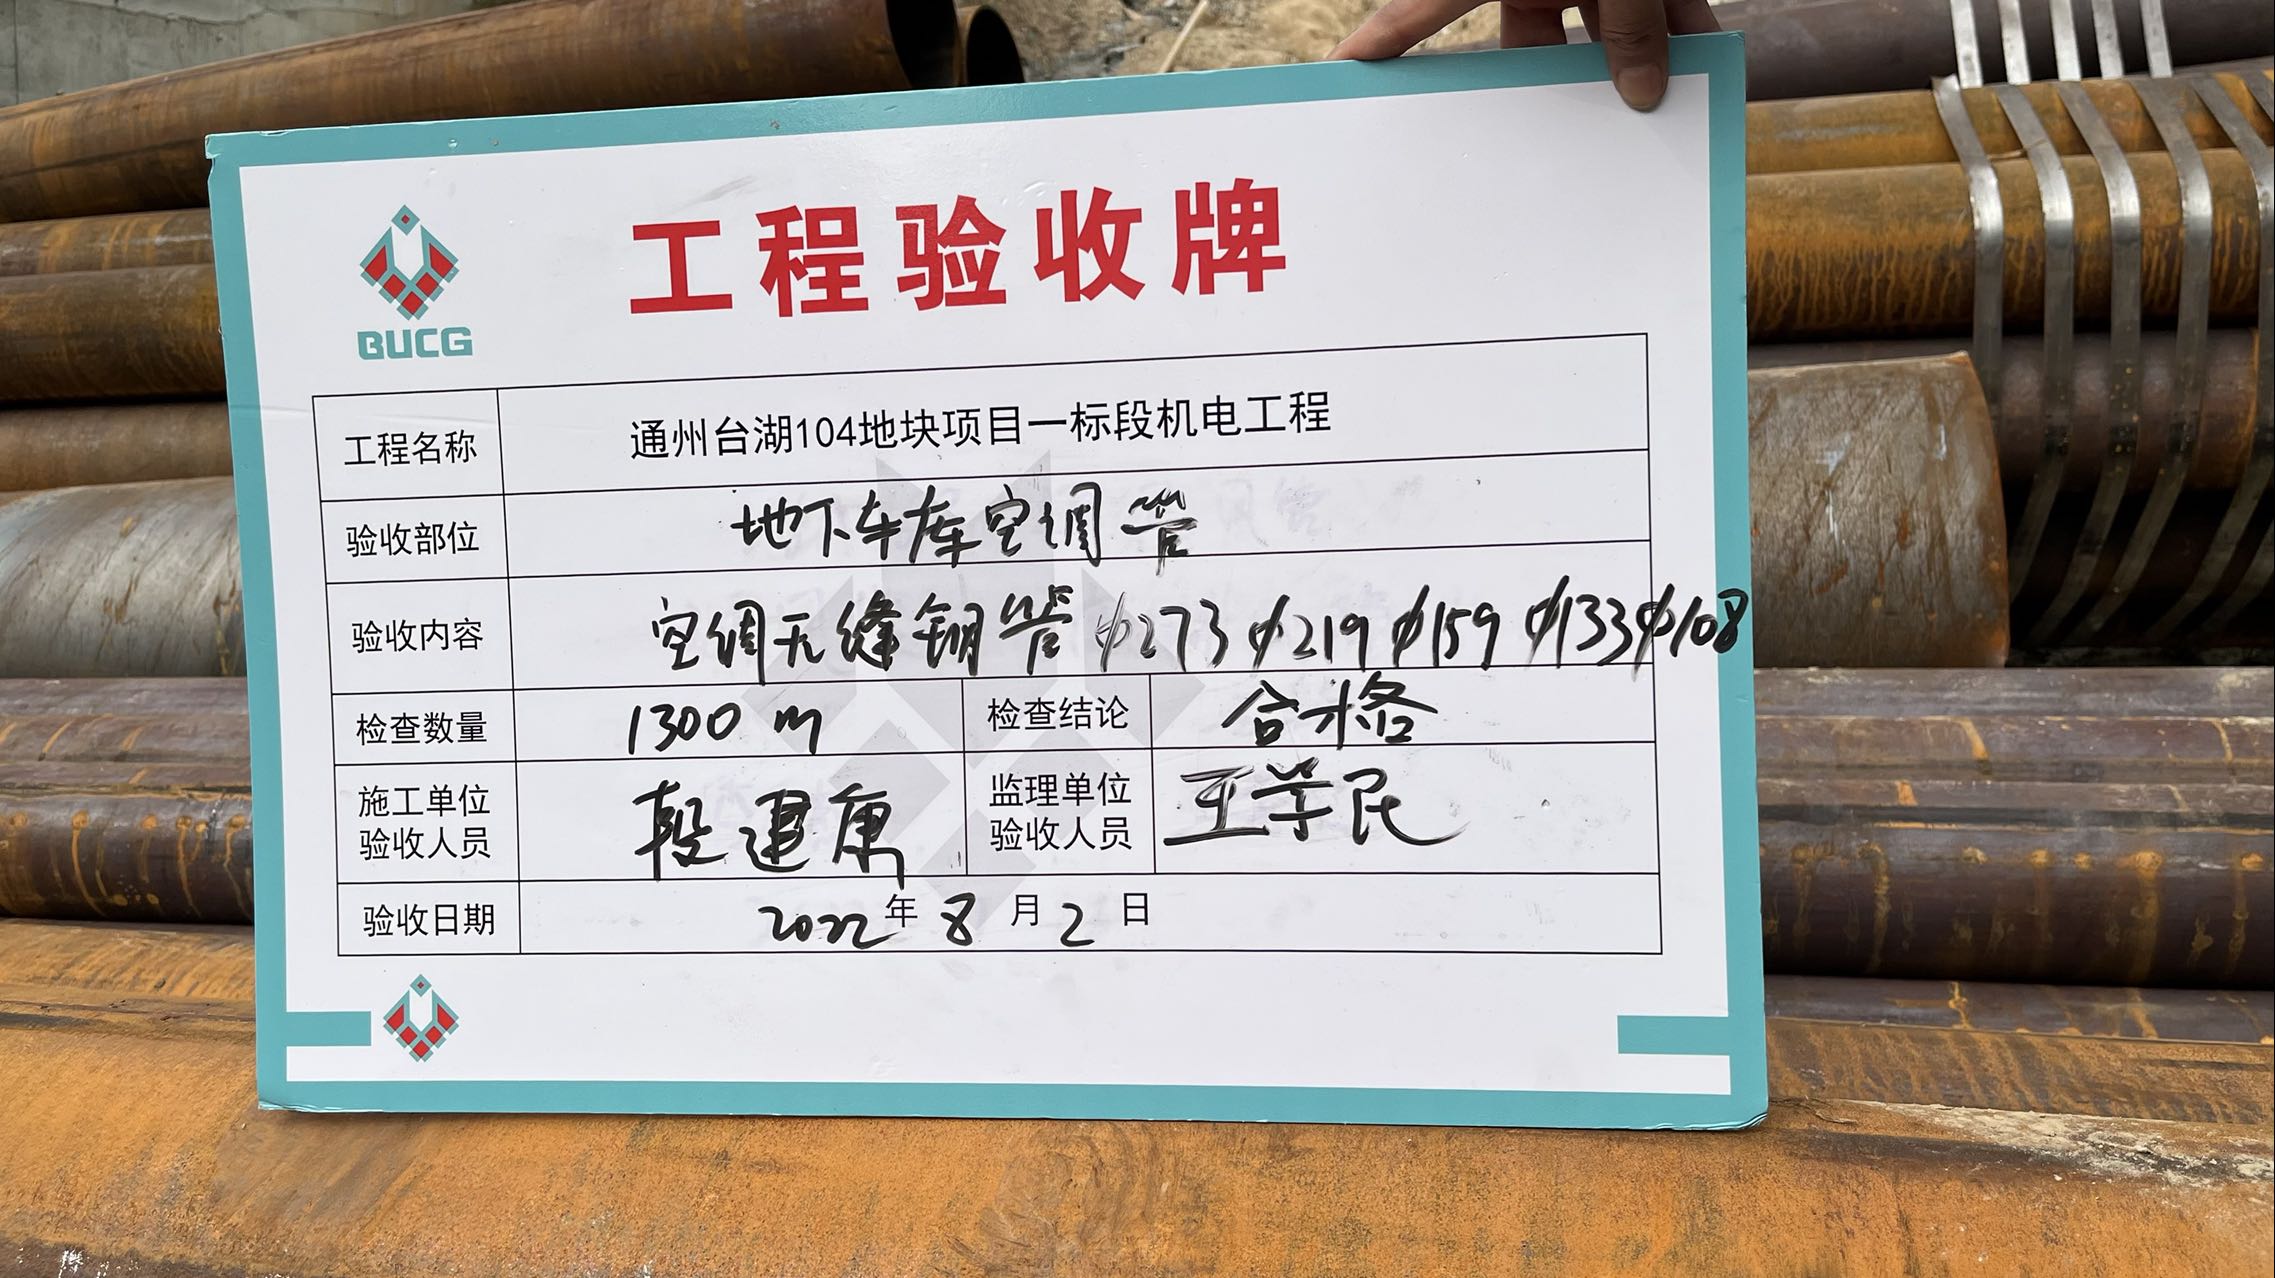 BUCG
工程验收牌
工程名称 通州台湖104地块项目一标段机电工程
验收部位 地下车库空调管
验收内容 空调无缝钢管 φ273 φ219 φ159 φ133 φ108
检查数量 1300 m 检查结论 合格
施工单位 监理单位
验收人员 段建康 验收人员 王学民
验收日期 2022年8月2日